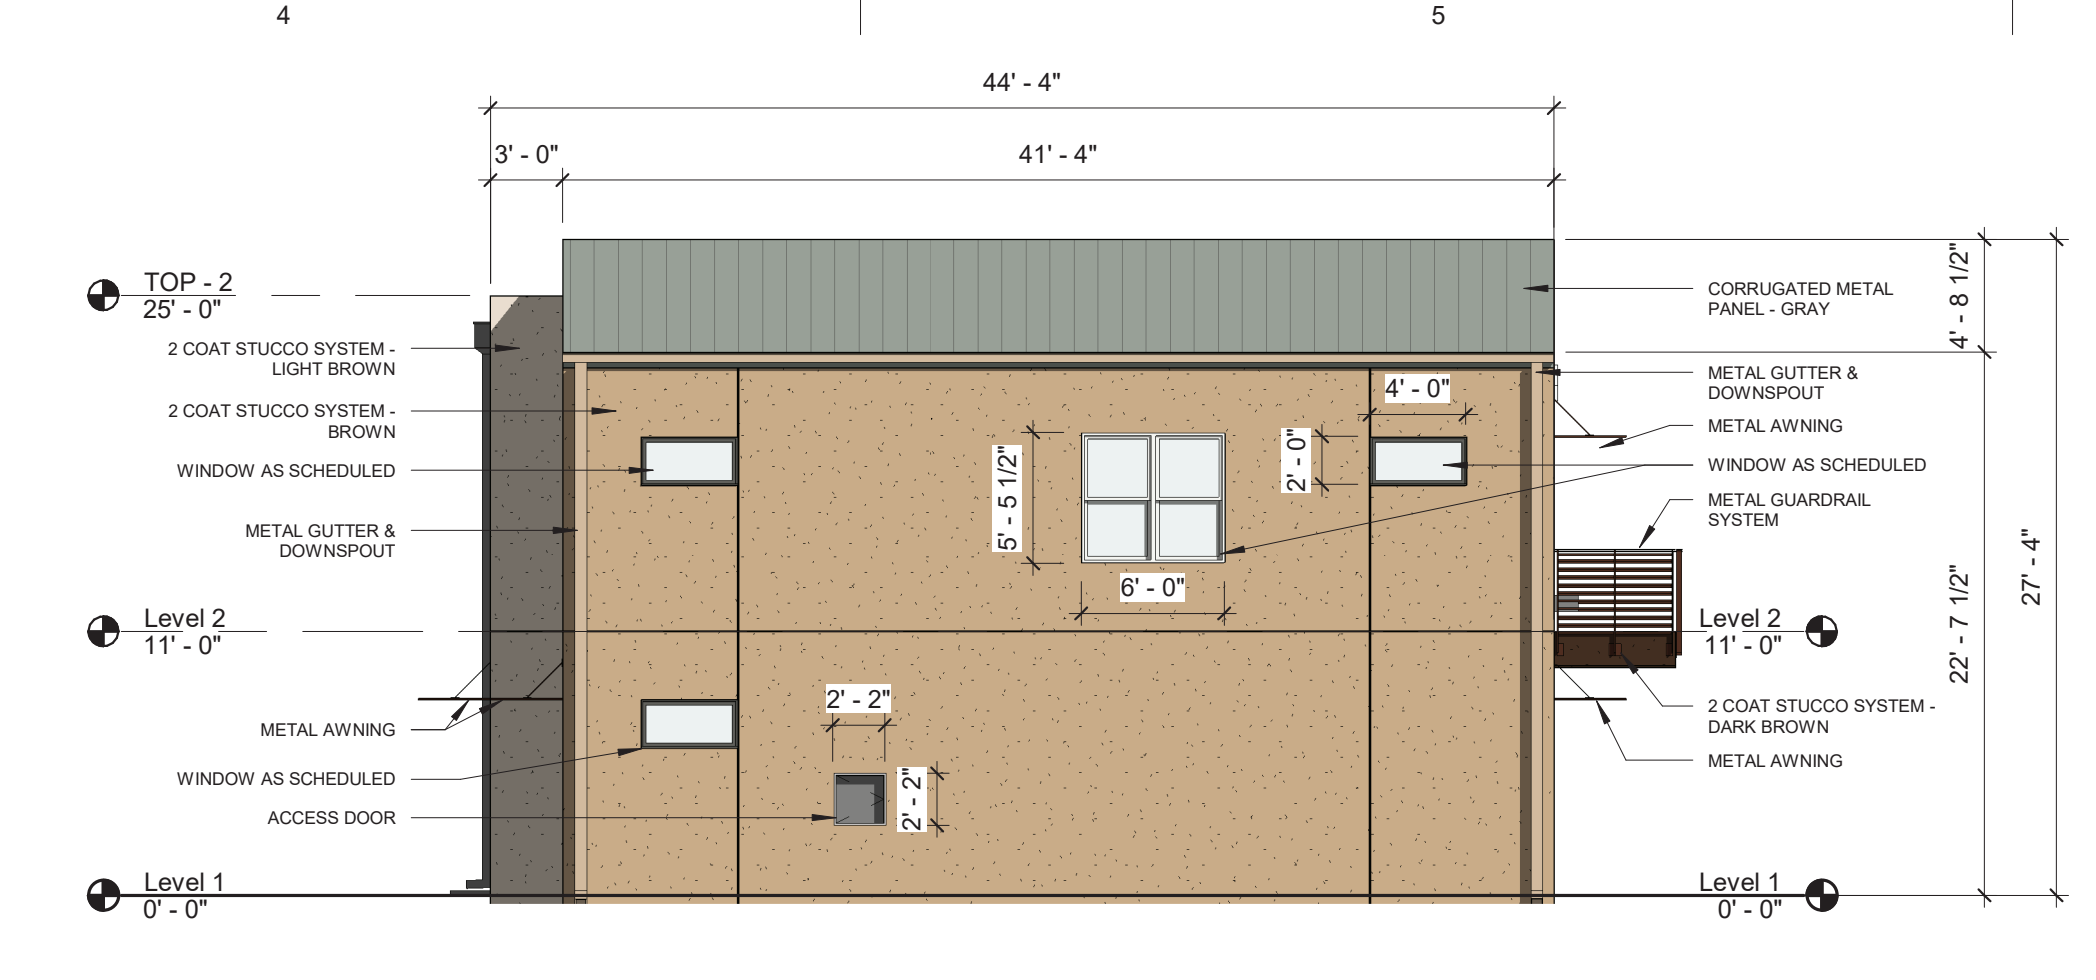 4
5
44' - 4"
3' - 0"
41' - 4"
TOP - 2
25' - 0"
2 COAT STUCCO SYSTEM -
LIGHT BROWN
2 COAT STUCCO SYSTEM -
BROWN
WINDOW AS SCHEDULED
METAL GUTTER &
DOWNSPOUT
Level 2
11' - 0"
METAL AWNING
WINDOW AS SCHEDULED
ACCESS DOOR
Level 1
0' - 0"
5' - 5 1/2"
6' - 0"
2' - 0"
4' - 0"
2' - 2"
2' - 2"
CORRUGATED METAL
PANEL - GRAY
METAL GUTTER &
DOWNSPOUT
METAL AWNING
WINDOW AS SCHEDULED
METAL GUARDRAIL
SYSTEM
Level 2
11' - 0"
2 COAT STUCCO SYSTEM -
DARK BROWN
METAL AWNING
Level 1
0' - 0"
4' - 8 1/2"
22' - 7 1/2"
27' - 4"